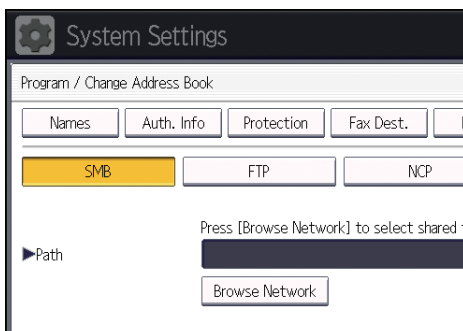 System Settings
Program / Change Address Book
Names Auth. Info Protection Fax Dest.
SMB FTP NCP
Press [Browse Network] to select shared
▶Path
Browse Network